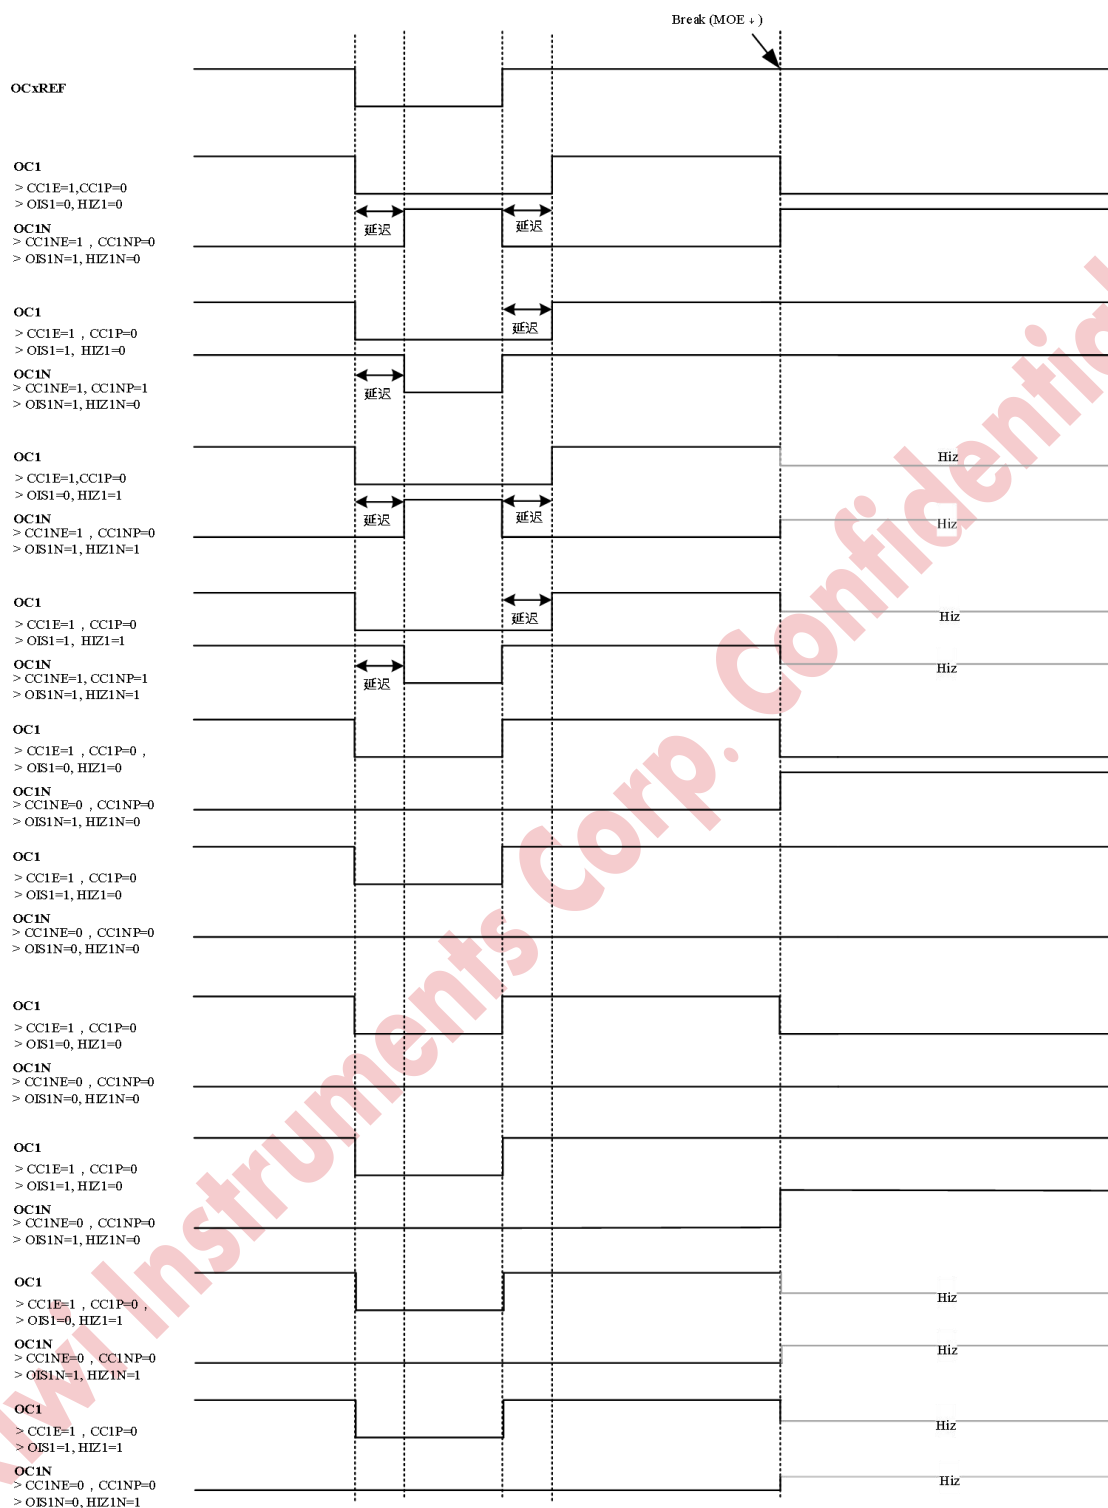 Break (MOE ↓)
OCxREF
OC1
> CC1E=1,CC1P=0
> OIS1=0, HIZ1=0
延迟
延迟
OC1N
> CC1NE=1 , CC1NP=0
> OIS1N=1, HIZ1N=0
OC1
> CC1E=1 , CC1P=0
> OIS1=1, HIZ1=0
延迟
OC1N
> CC1NE=1, CC1NP=1
> OIS1N=1, HIZ1N=0
延迟
OC1
> CC1E=1,CC1P=0
> OIS1=0, HIZ1=1
Hiz
延迟
延迟
OC1N
> CC1NE=1 , CC1NP=0
> OIS1N=1, HIZ1N=1
Hiz
OC1
> CC1E=1 , CC1P=0
> OIS1=1, HIZ1=1
延迟
Hiz
OC1N
> CC1NE=1, CC1NP=1
> OIS1N=1, HIZ1N=1
延迟
Hiz
OC1
> CC1E=1 , CC1P=0 ,
> OIS1=0, HIZ1=0
OC1N
> CC1NE=0 , CC1NP=0
> OIS1N=1, HIZ1N=0
OC1
> CC1E=1 , CC1P=0
> OIS1=1, HIZ1=0
OC1N
> CC1NE=0 , CC1NP=0
> OIS1N=0, HIZ1N=0
OC1
> CC1E=1 , CC1P=0
> OIS1=0, HIZ1=0
OC1N
> CC1NE=0 , CC1NP=0
> OIS1N=0, HIZ1N=0
OC1
> CC1E=1 , CC1P=0
> OIS1=1, HIZ1=0
OC1N
> CC1NE=0 , CC1NP=0
> OIS1N=1, HIZ1N=0
OC1
> CC1E=1 , CC1P=0 ,
> OIS1=0, HIZ1=1
Hiz
OC1N
> CC1NE=0 , CC1NP=0
> OIS1N=1, HIZ1N=1
Hiz
OC1
> CC1E=1 , CC1P=0
> OIS1=1, HIZ1=1
Hiz
OC1N
> CC1NE=0 , CC1NP=0
> OIS1N=0, HIZ1N=1
Hiz
Kiwi Instruments Corp. Confidential